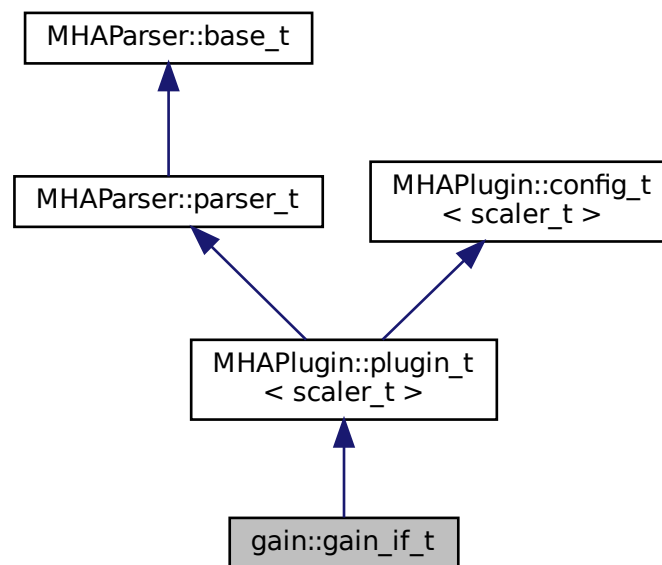 MHAParser::base_t
MHAParser::parser_t
MHAPlugin::config_t
< scaler_t >
MHAPlugin::plugin_t
< scaler_t >
gain::gain_if_t